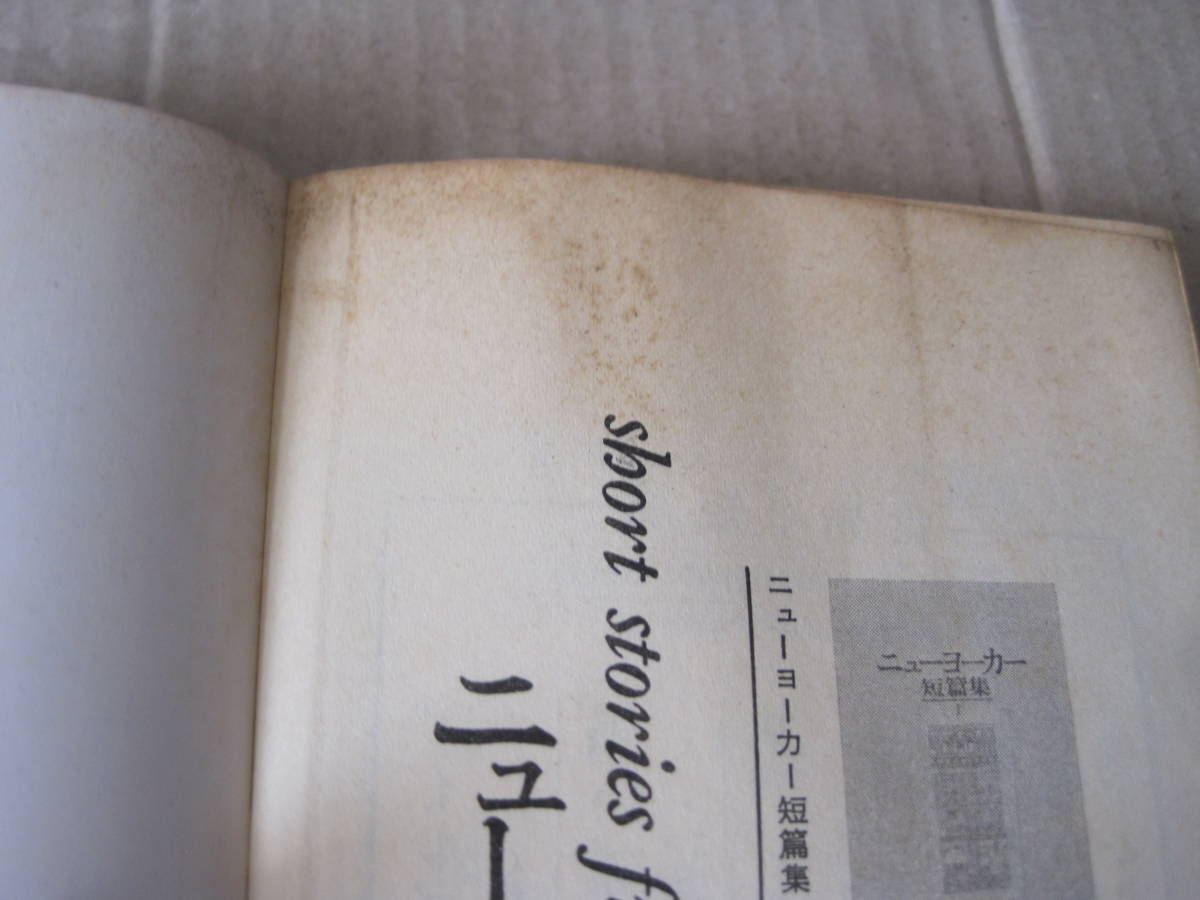 short stories f
ニュー
ニューヨーカー短篇集
ニューヨーカー
短篇集
I